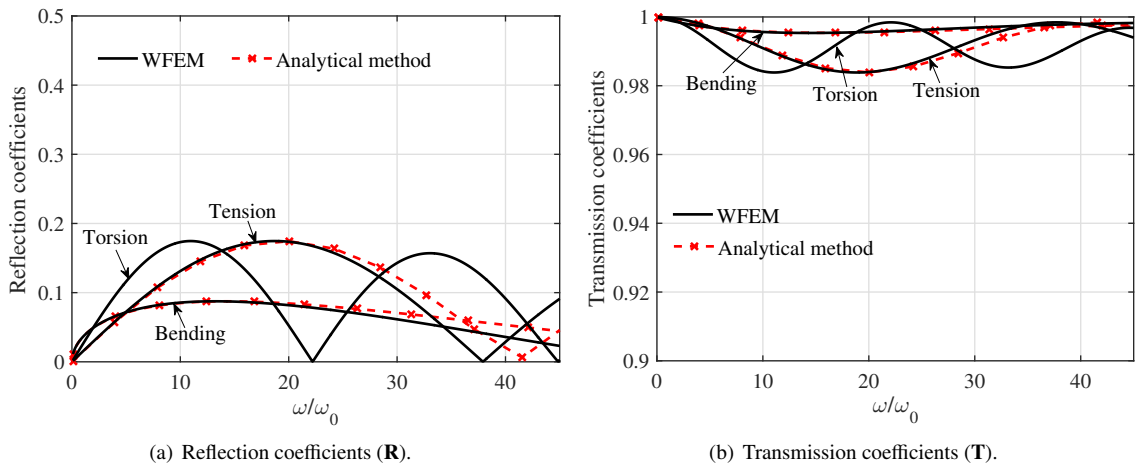 0.5
0.4
0.3
0.2
0.1
0
Reflection coefficients
WFEM
Analytical method
Tension
Torsion
Bending
0 10 20 30 40
ω/ω₀
(a) Reflection coefficients (R).
1
0.98
0.96
0.94
0.92
0.9
Transmission coefficients
Bending
Torsion
Tension
WFEM
Analytical method
0 10 20 30 40
ω/ω₀
(b) Transmission coefficients (T).